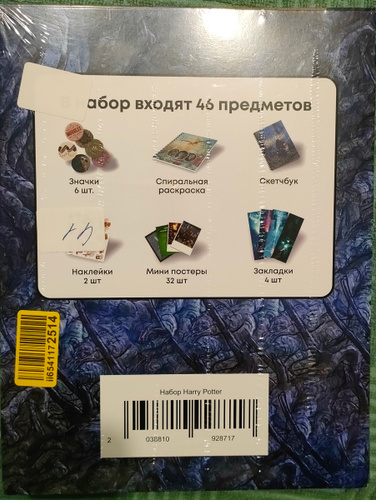 набор входят 46 предметов
Значки
6 шт.
Спиральная
раскраска
Скетчбук
Наклейки
2 шт
Мини постеры
32 шт
Закладки
4 шт
ii6541172514
Набор Harry Potter
2 030810 928717